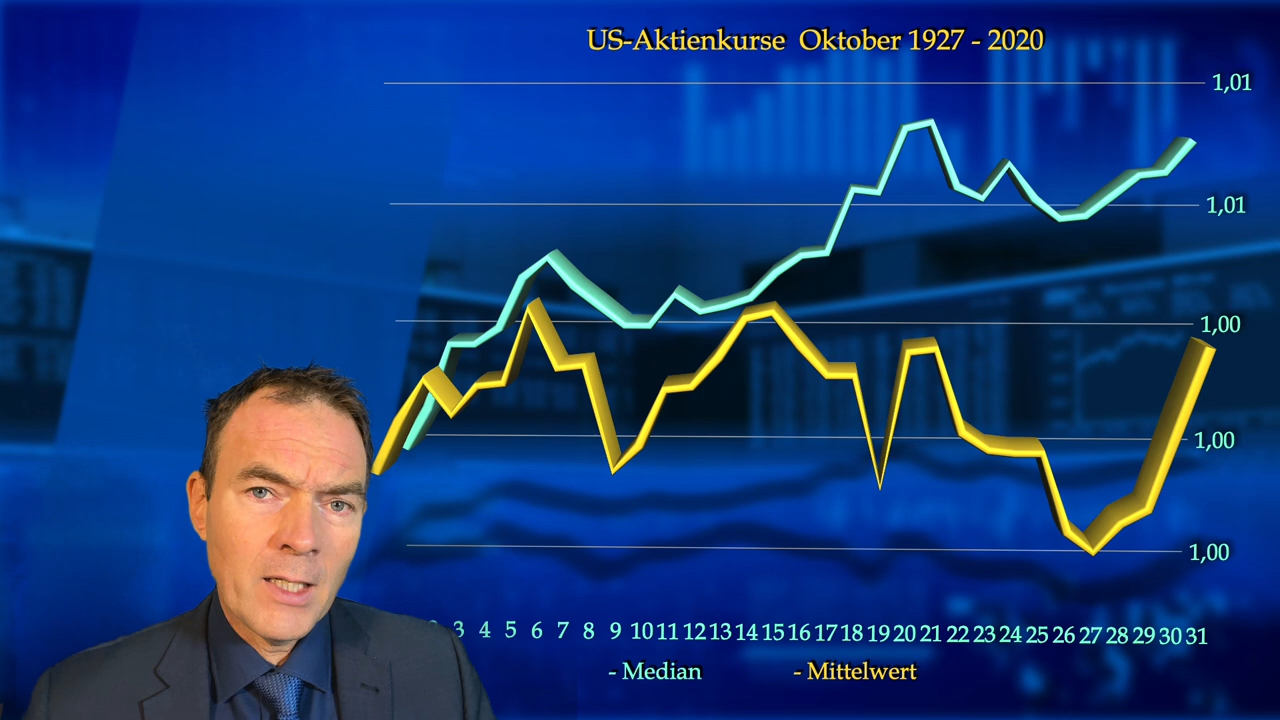 US-Aktienkurse Oktober 1927 - 2020
1,01
1,01
1,00
1,00
1,00
3 4 5 6 7 8 9 10 11 12 13 14 15 16 17 18 19 20 21 22 23 24 25 26 27 28 29 30 31
- Median - Mittelwert